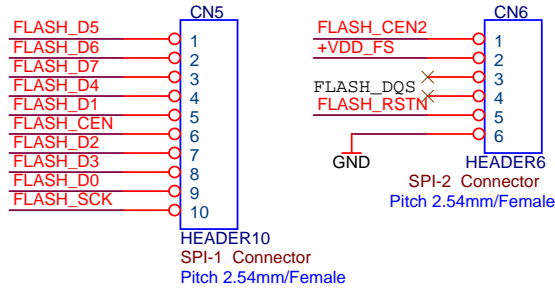 CN5
FLASH_D5
1
FLASH_D6
2
FLASH_D7
3
FLASH_D4
4
FLASH_D1
5
FLASH_CEN
6
FLASH_D2
7
FLASH_D3
8
FLASH_D0
9
FLASH_SCK
10
HEADER10
SPI-1 Connector
Pitch 2.54mm/Female
CN6
FLASH_CEN2
1
+VDD_FS
2
3
FLASH_DQS
4
FLASH_RSTN
5
6
GND
HEADER6
SPI-2 Connector
Pitch 2.54mm/Female